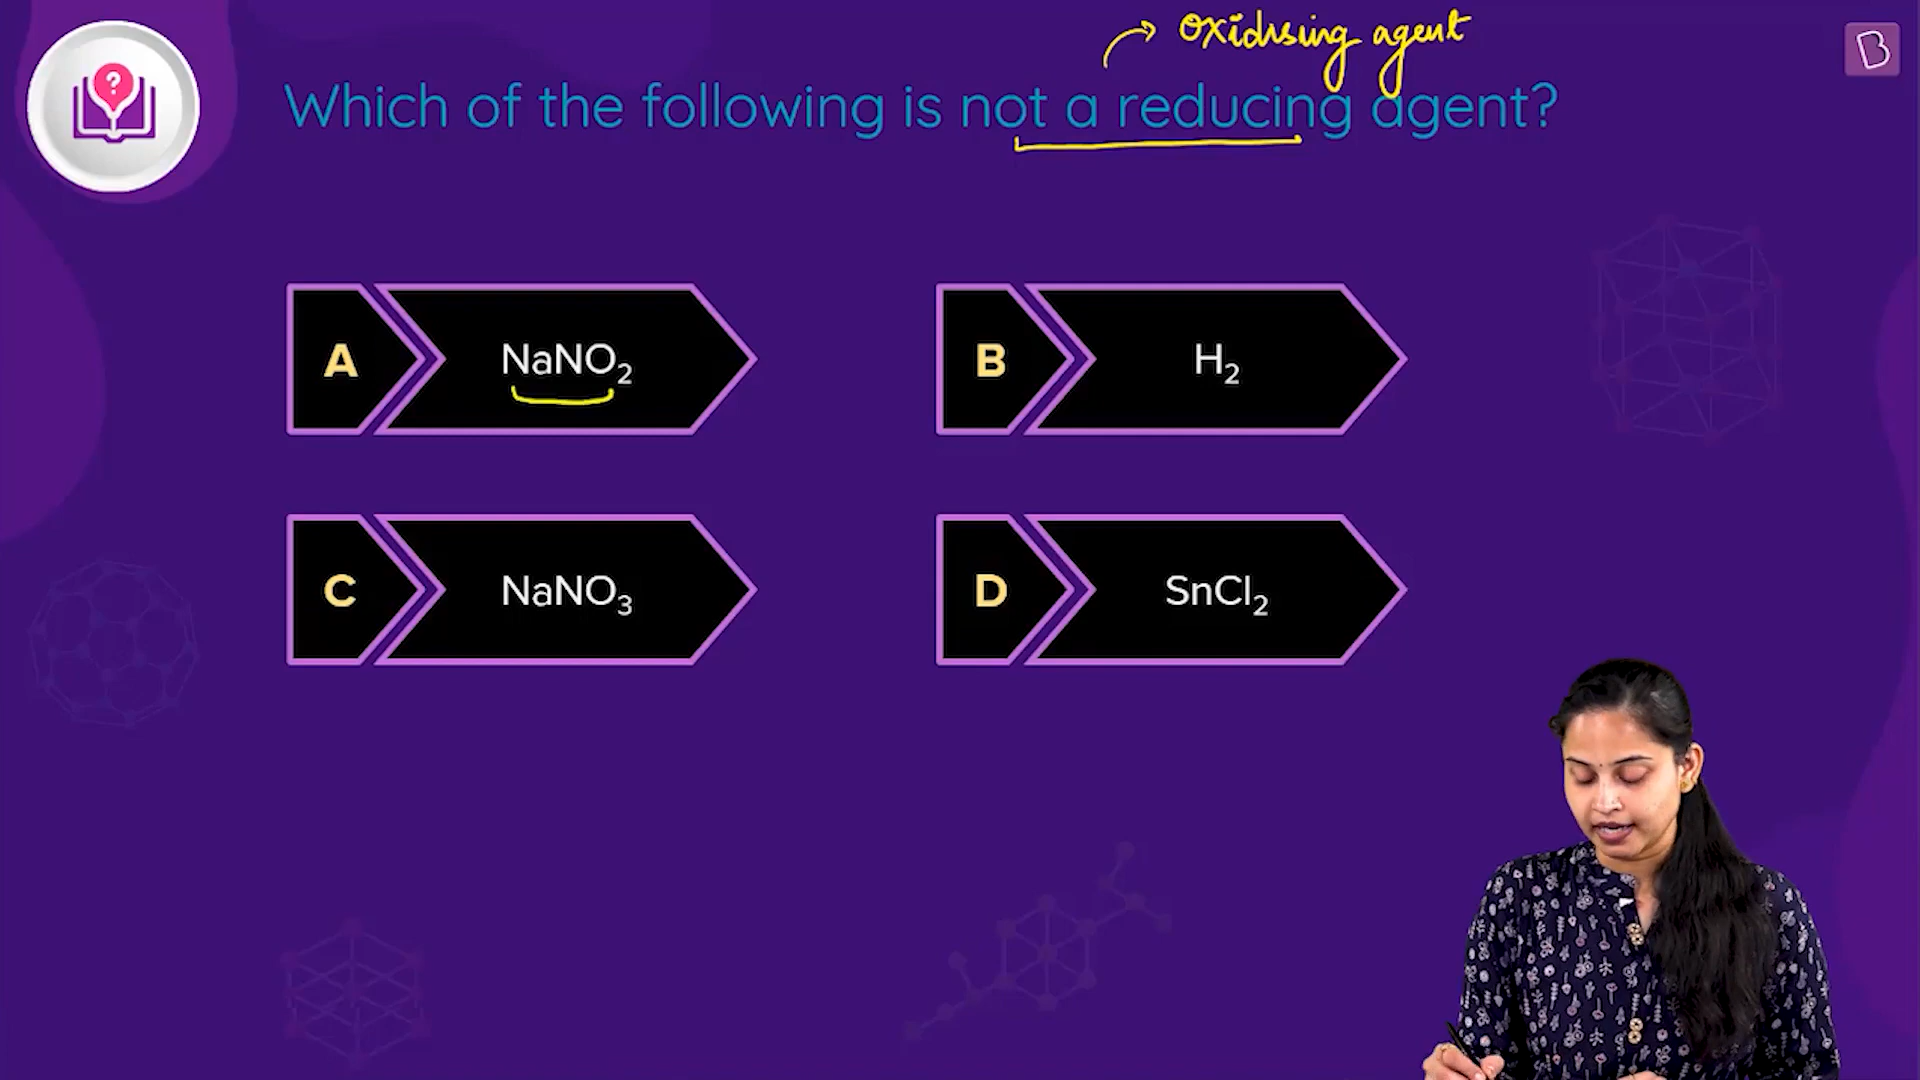 oxidising agent
Which of the following is not a reducing agent?
A NaNO₂
B H₂
C NaNO₃
D SnCl₂
?
B